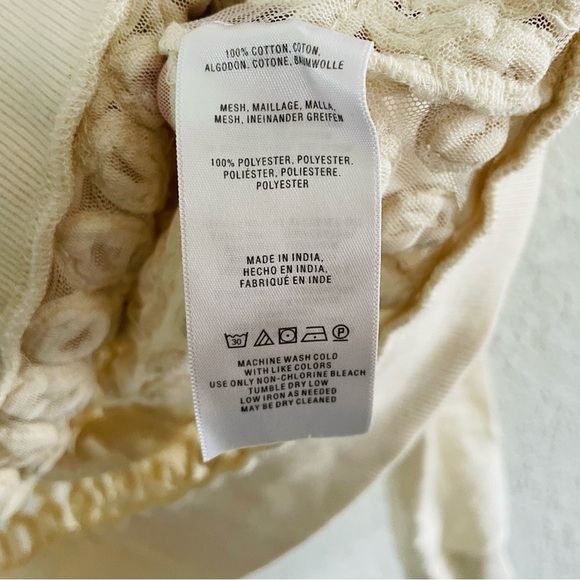 100% COTTON, COTON,
ALGODON, COTONE, BAUMWOLLE
MESH, MAILLAGE, MALLA,
MESH, INEINANDER GREIFEN
100% POLYESTER, POLYESTER,
POLIÉSTER, POLIESTERE,
POLYESTER
MADE IN INDIA,
HECHO EN INDIA,
FABRIQUÉ EN INDE
30 P
MACHINE WASH COLD
WITH LIKE COLORS
USE ONLY NON-CHLORINE BLEACH
TUMBLE DRY LOW
LOW IRON AS NEEDED
MAY BE DRY CLEANED